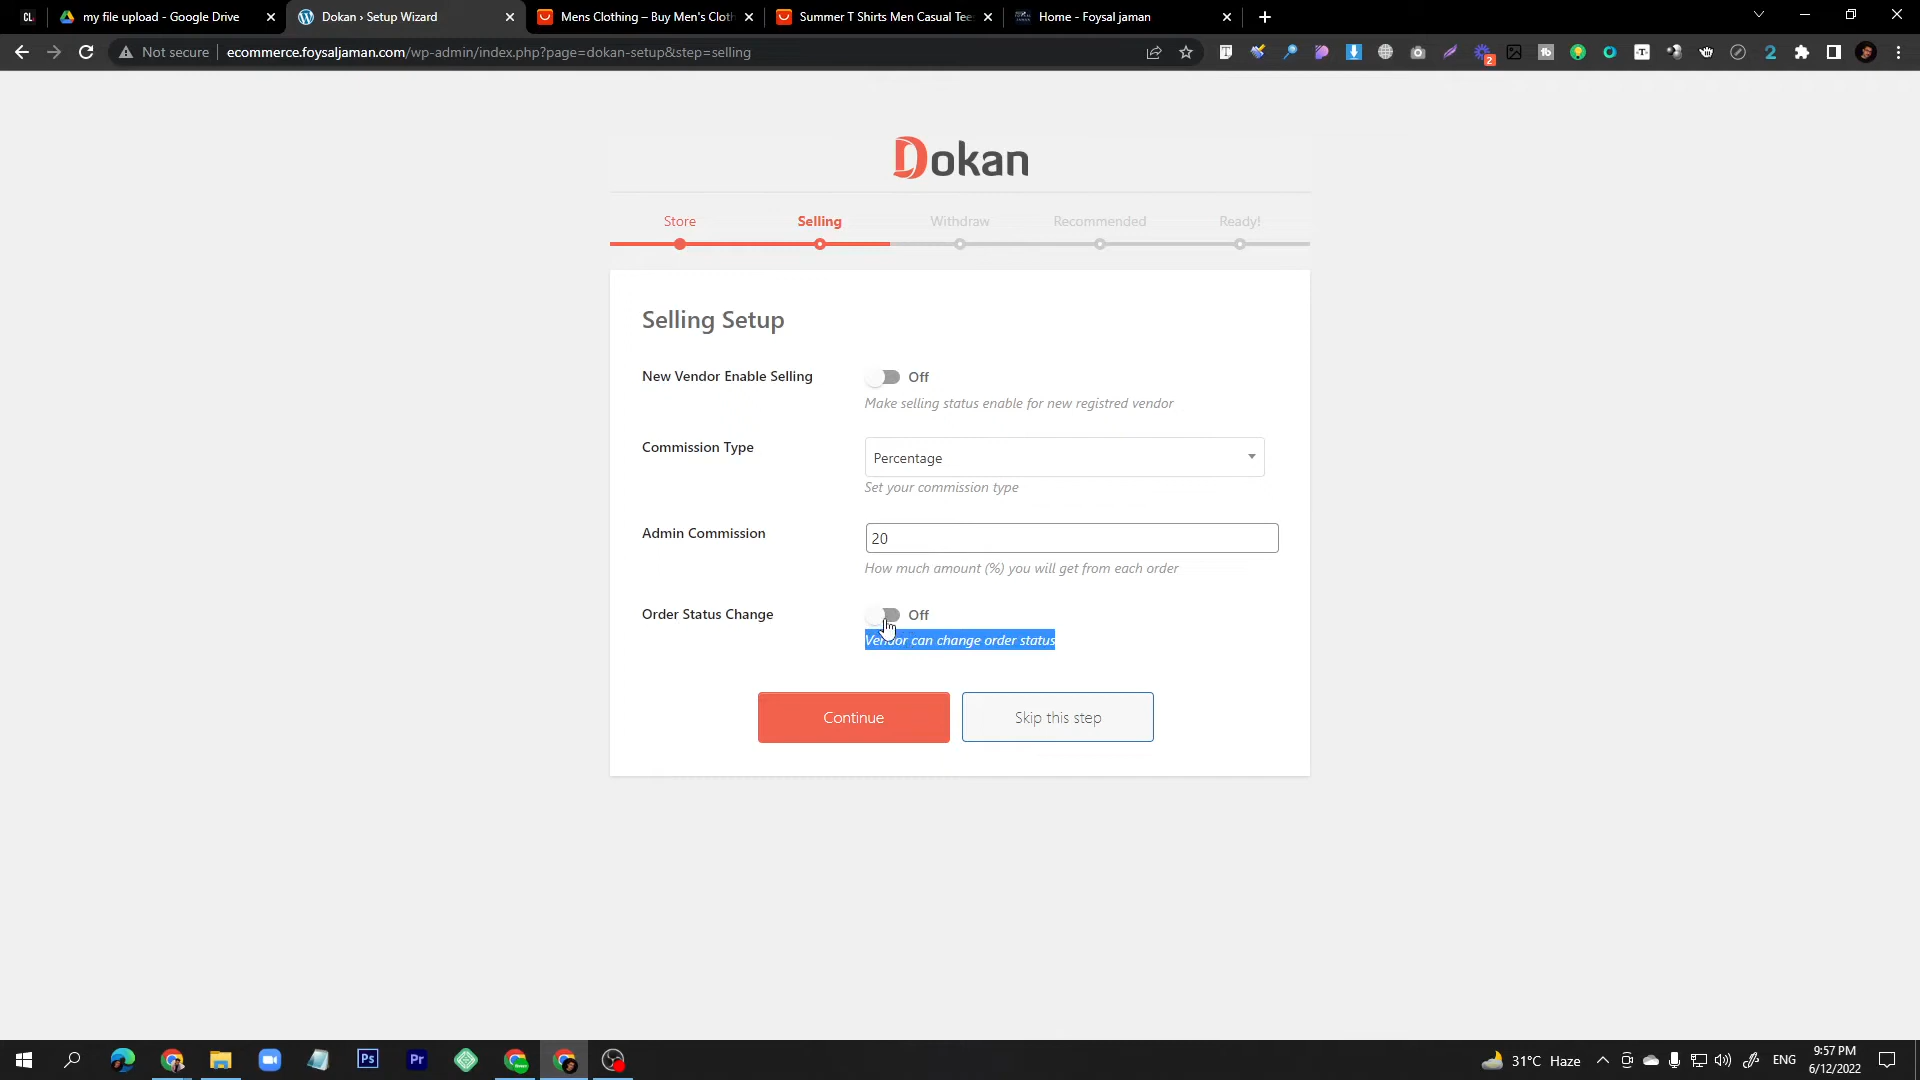 my file upload - Google Drive
Dokan › Setup Wizard
Mens Clothing – Buy Men's Cloth
Summer T Shirts Men Casual Tee
Home - Foysal jaman
Not secure
ecommerce.foysaljaman.com/wp-admin/index.php?page=dokan-setup&step=selling
Dokan
Store
Selling
Withdraw
Recommended
Ready!
Selling Setup
New Vendor Enable Selling
Off
Make selling status enable for new registred vendor
Commission Type
Percentage
Set your commission type
Admin Commission
20
How much amount (%) you will get from each order
Order Status Change
Off
Vendor can change order status
Continue
Skip this step
Ps
Pr
31°C Haze
ENG
9:57 PM
6/12/2022